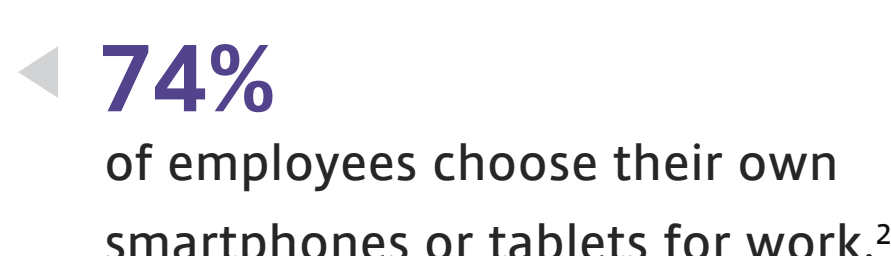 74%
of employees choose their own
smartphones or tablets for work.²